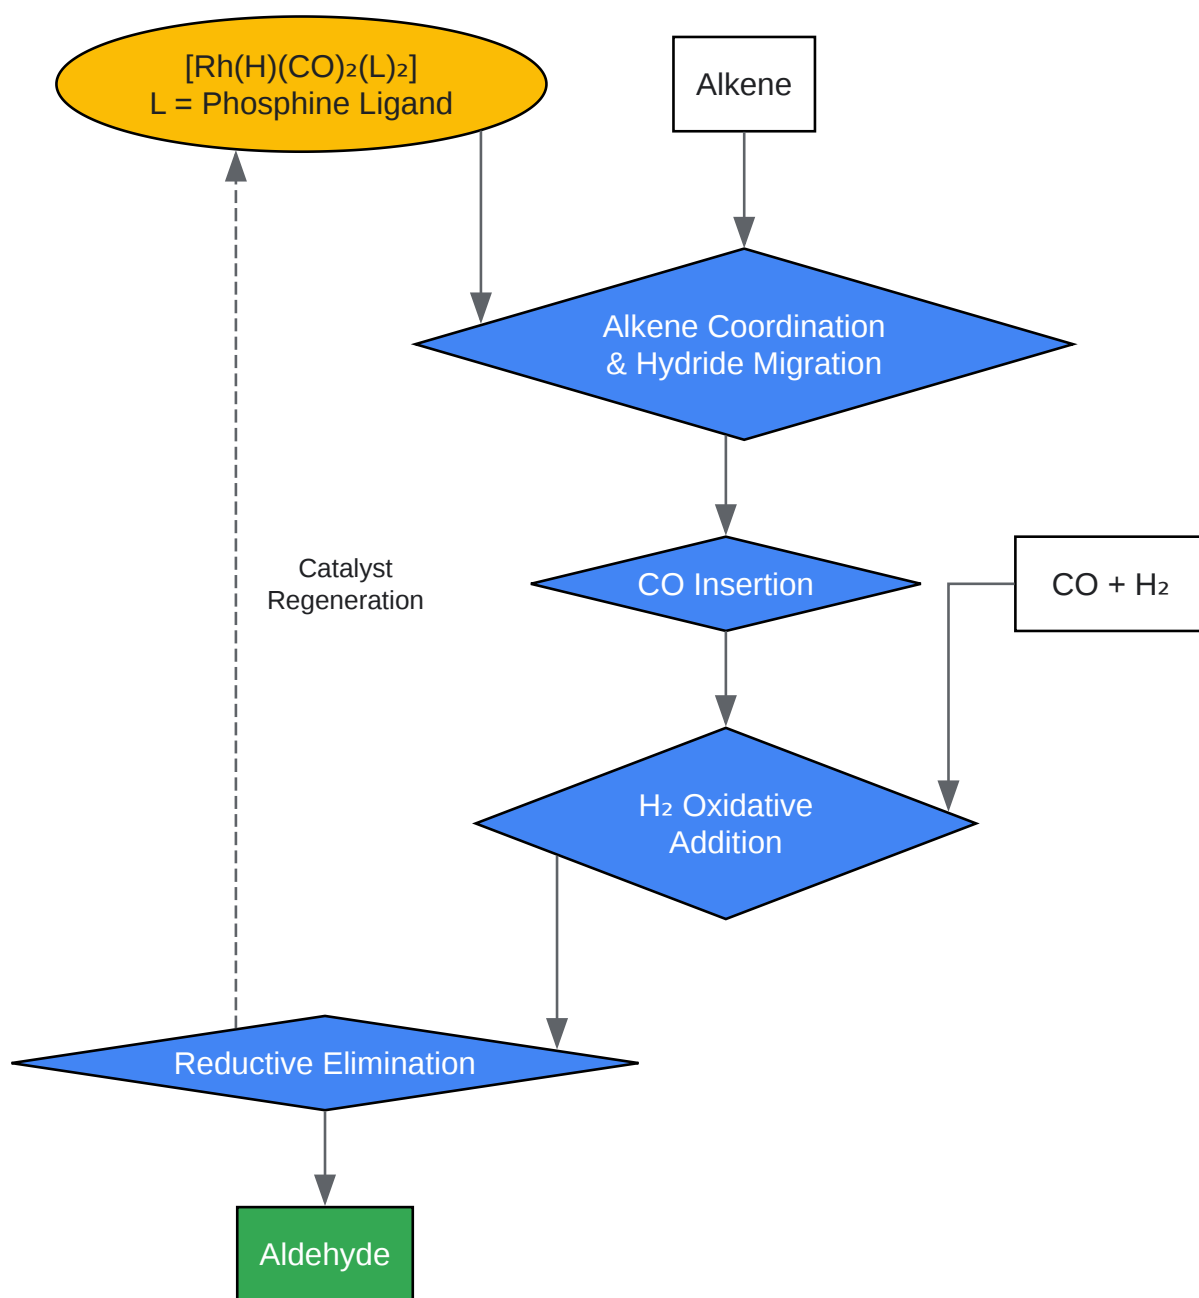 [Rh(H)(CO)₂(L)₂]
L = Phosphine Ligand
Alkene
Alkene Coordination
& Hydride Migration
Catalyst
Regeneration
CO Insertion
CO + H₂
H₂ Oxidative
Addition
Reductive Elimination
Aldehyde